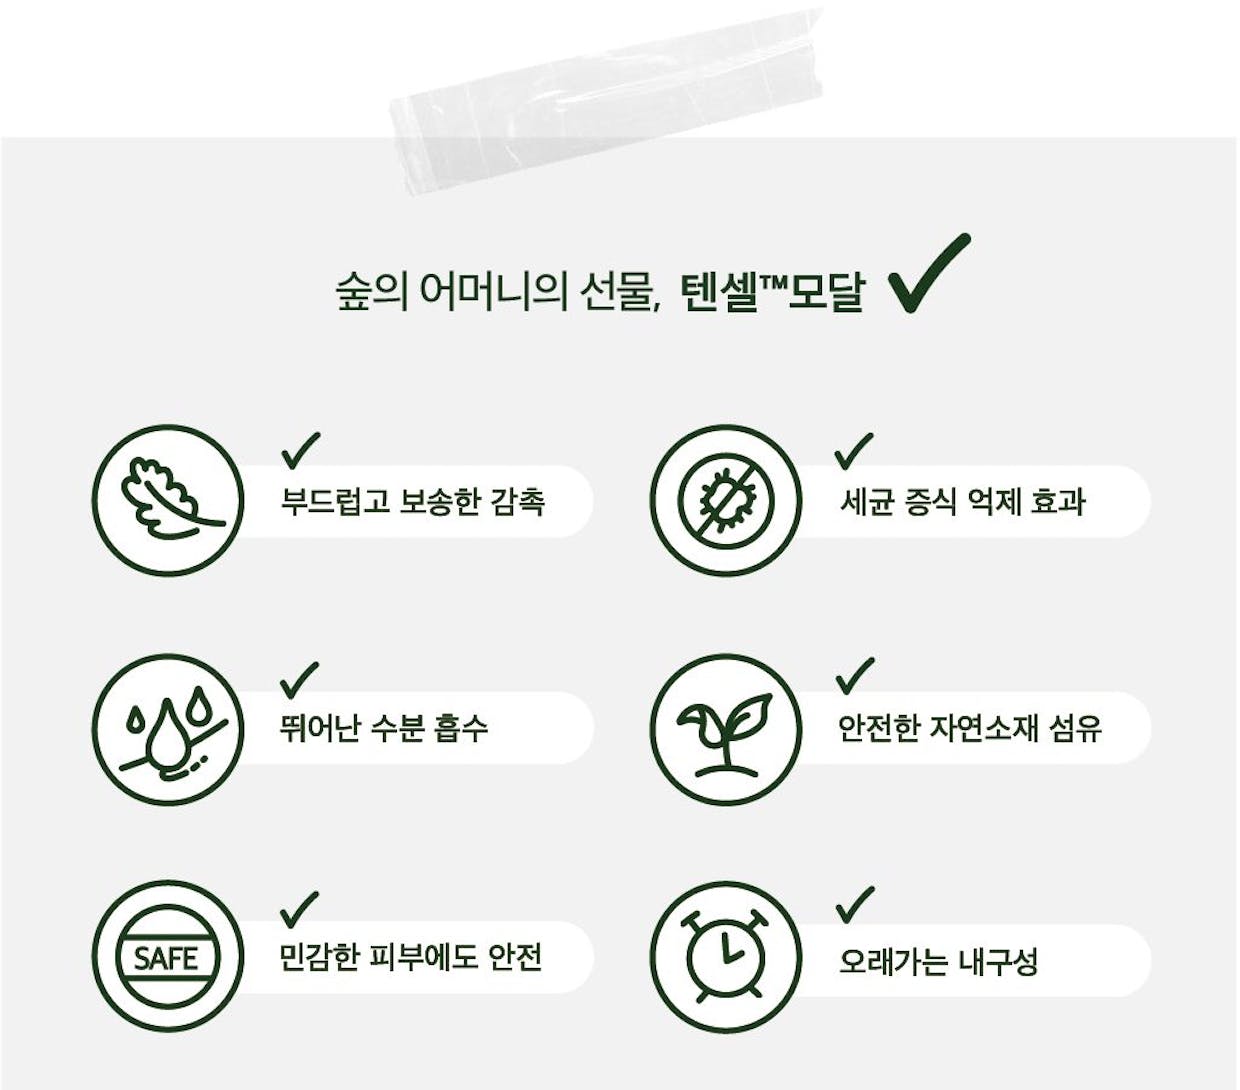 숲의 어머니의 선물, 텐셀™모달
부드럽고 보송한 감촉
세균 증식 억제 효과
뛰어난 수분 흡수
안전한 자연소재 섬유
SAFE
민감한 피부에도 안전
오래가는 내구성